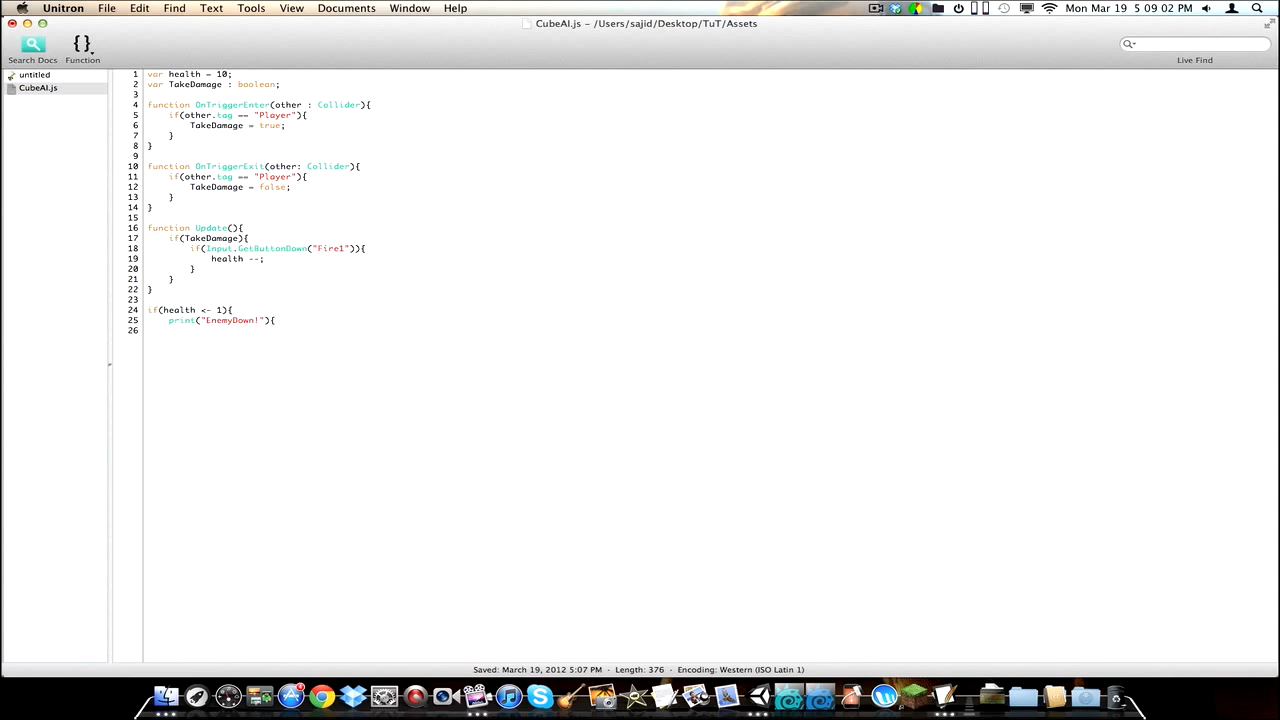 Unitron File Edit Find Text Tools View Documents Window Help Mon Mar 19 5:09:02 PM
CubeAI.js – /Users/sajid/Desktop/TuT/Assets
{}
Search Docs Function Live Find
untitled
CubeAI.js
1 var health = 10;
2 var TakeDamage : boolean;
3
4 function OnTriggerEnter(other : Collider){
5 if(other.tag == "Player"){
6 TakeDamage = true;
7 }
8 }
9
10 function OnTriggerExit(other: Collider){
11 if(other.tag == "Player"){
12 TakeDamage = false;
13 }
14 }
15
16 function Update(){
17 if(TakeDamage){
18 if(Input.GetButtonDown("Fire1")){
19 health --;
20 }
21 }
22 }
23
24 if(health <= 1){
25 print("EnemyDown!"){
26
Saved: March 19, 2012 5:07 PM · Length: 376 · Encoding: Western (ISO Latin 1)